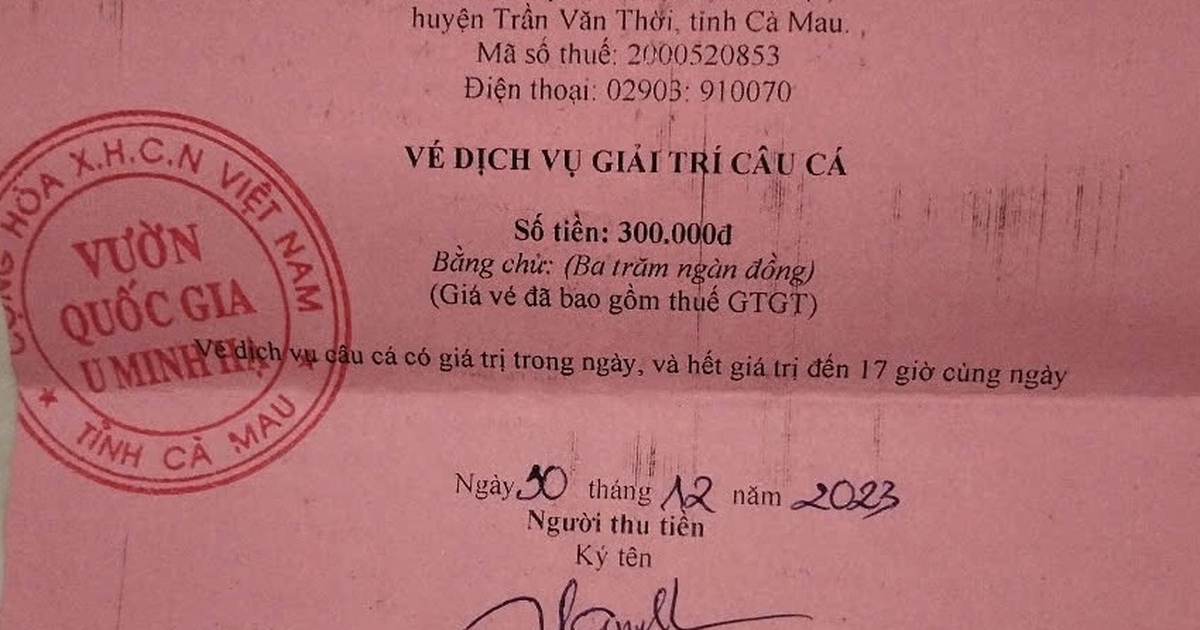 huyện Trần Văn Thời, tỉnh Cà Mau.
Mã số thuế: 2000520853
Điện thoại: 02903: 910070
VÉ DỊCH VỤ GIẢI TRÍ CÂU CÁ
Số tiền: 300.000đ
Bằng chữ: (Ba trăm ngàn đồng)
(Giá vé đã bao gồm thuế GTGT)
Vé dịch vụ câu cá có giá trị trong ngày, và hết giá trị đến 17 giờ cùng ngày
CỘNG HÒA X.H.C.N VIỆT NAM
VƯỜN
QUỐC GIA
U MINH HẠ
TỈNH CÀ MAU
Ngày 30 tháng 12 năm 2023
Người thu tiền
Ký tên